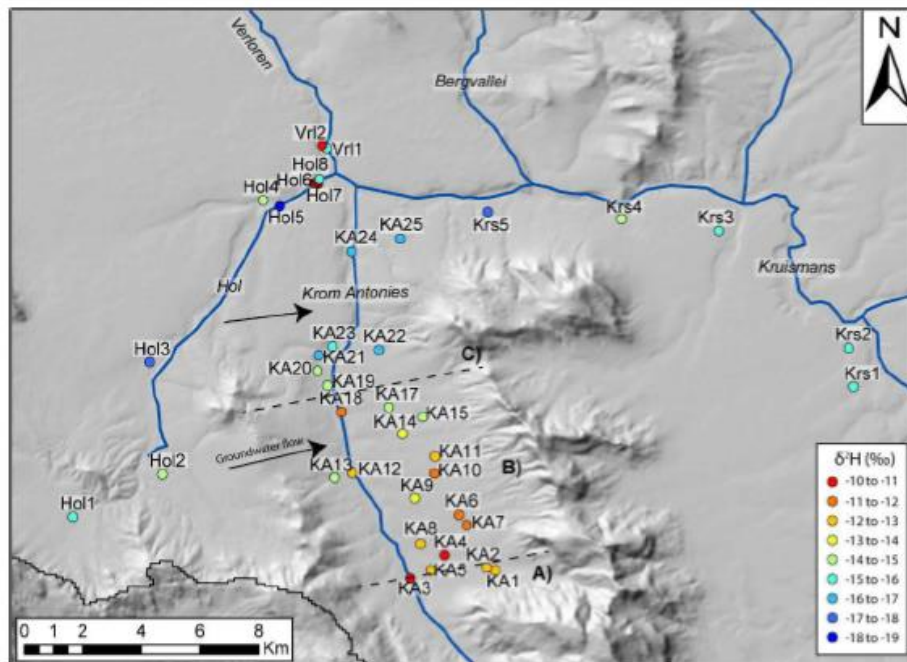 N
Verloren
Bergvallei
Vrl2
Vrl1
Hol8
Hol6
Hol7
Hol4
Hol5
Krs5
Krs4
Krs3
KA25
KA24
Kruismans
Hol
Krom Antonies
KA23
KA22
KA21
Hol3
KA20
C)
KA19
Krs2
Krs1
KA18
KA17
KA15
KA14
Groundwater flow
KA11
KA12
KA10
B)
KA13
Hol2
KA9
Hol1
KA6
KA7
KA8
KA4
KA2
KA5
KA1
A)
KA3
δ²H (‰)
-10 to -11
-11 to -12
-12 to -13
-13 to -14
-14 to -15
-15 to -16
-16 to -17
-17 to -18
-18 to -19
0 1 2 4 6 8
Km